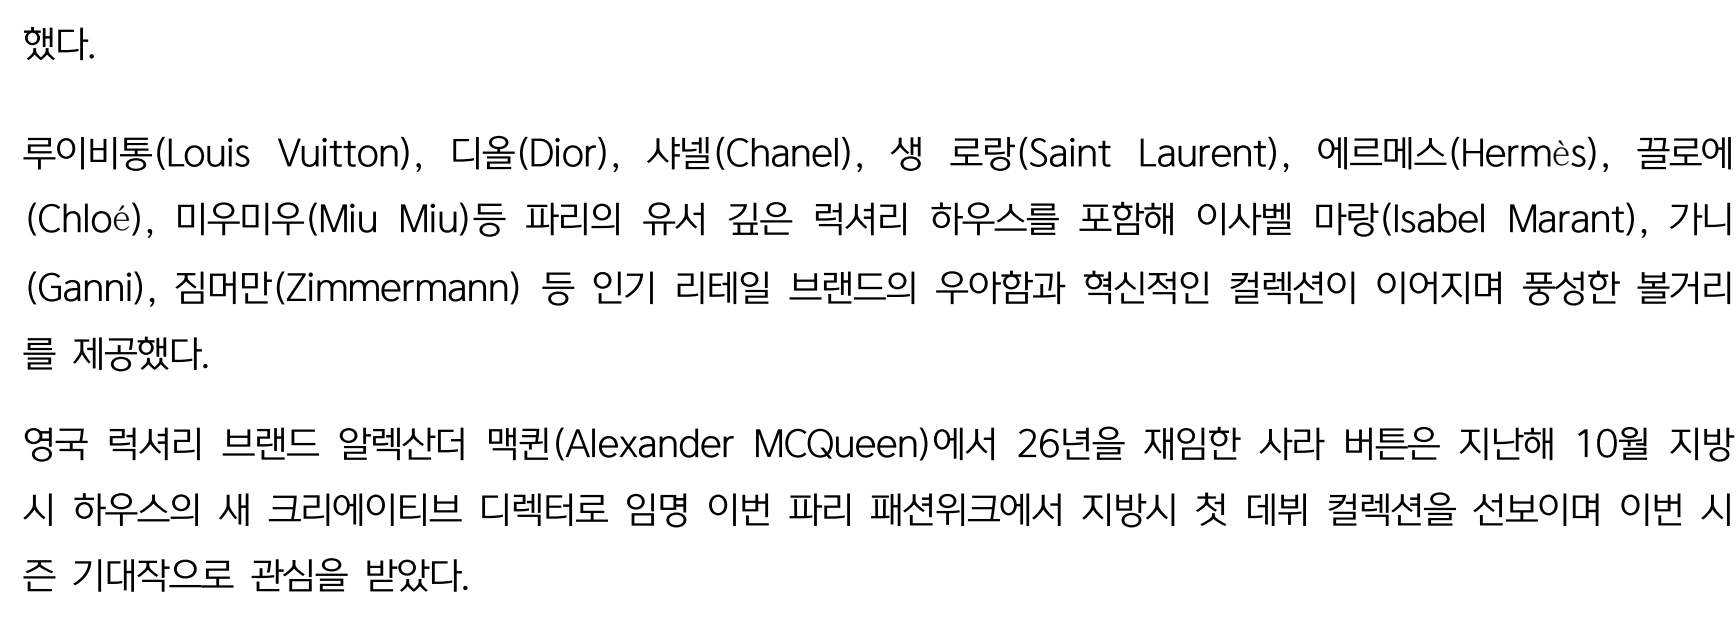 했다.
루이비통(Louis Vuitton), 디올(Dior), 샤넬(Chanel), 생 로랑(Saint Laurent), 에르메스(Hermès), 끌로에
(Chloé), 미우미우(Miu Miu)등 파리의 유서 깊은 럭셔리 하우스를 포함해 이사벨 마랑(Isabel Marant), 가니
(Ganni), 짐머만(Zimmermann) 등 인기 리테일 브랜드의 우아함과 혁신적인 컬렉션이 이어지며 풍성한 볼거리
를 제공했다.
영국 럭셔리 브랜드 알렉산더 맥퀸(Alexander MCQueen)에서 26년을 재임한 사라 버튼은 지난해 10월 지방
시 하우스의 새 크리에이티브 디렉터로 임명 이번 파리 패션위크에서 지방시 첫 데뷔 컬렉션을 선보이며 이번 시
즌 기대작으로 관심을 받았다.